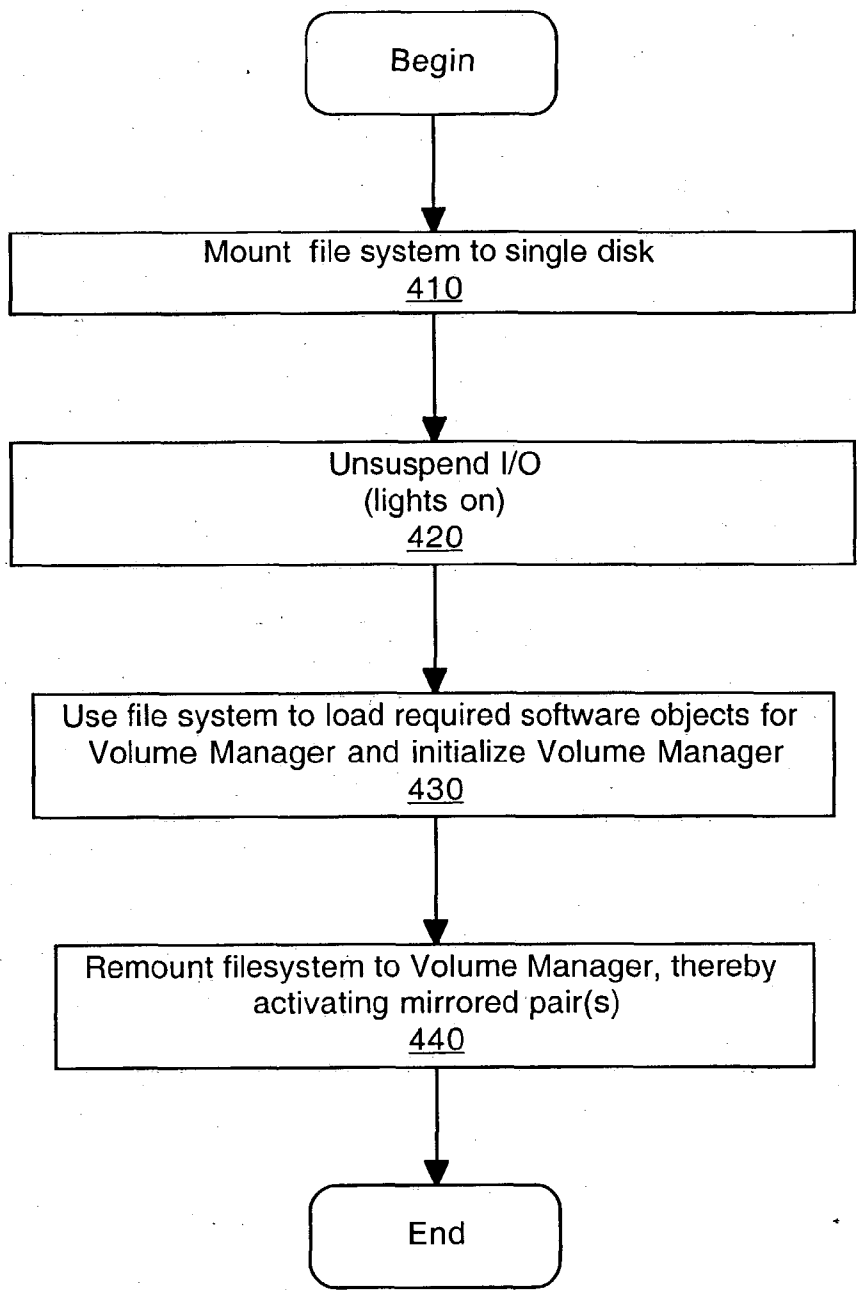 Begin
Mount file system to single disk
410
Unsuspend I/O
(lights on)
420
Use file system to load required software objects for
Volume Manager and initialize Volume Manager
430
Remount filesystem to Volume Manager, thereby
activating mirrored pair(s)
440
End